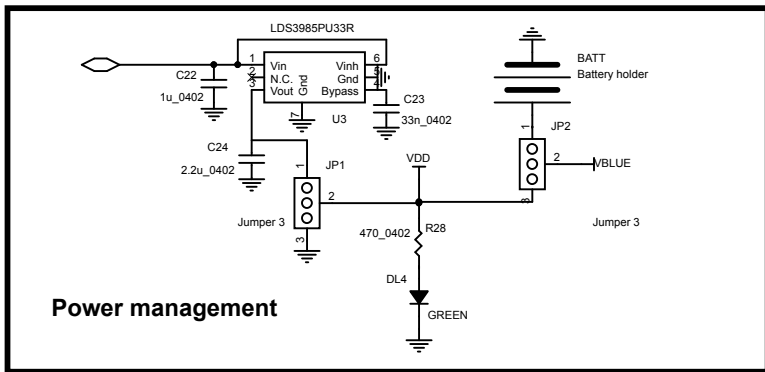 LDS3985PU33R
1 Vin Vinh 6
2 N.C. Gnd 5
3 Vout Gnd Bypass 4
7
U3
C22
1u_0402
C23
33n_0402
C24
2.2u_0402
BATT
Battery holder
1
JP2
2
VBLUE
3
Jumper 3
VDD
1
JP1
2
3
Jumper 3
R28
470_0402
DL4
GREEN
Power management